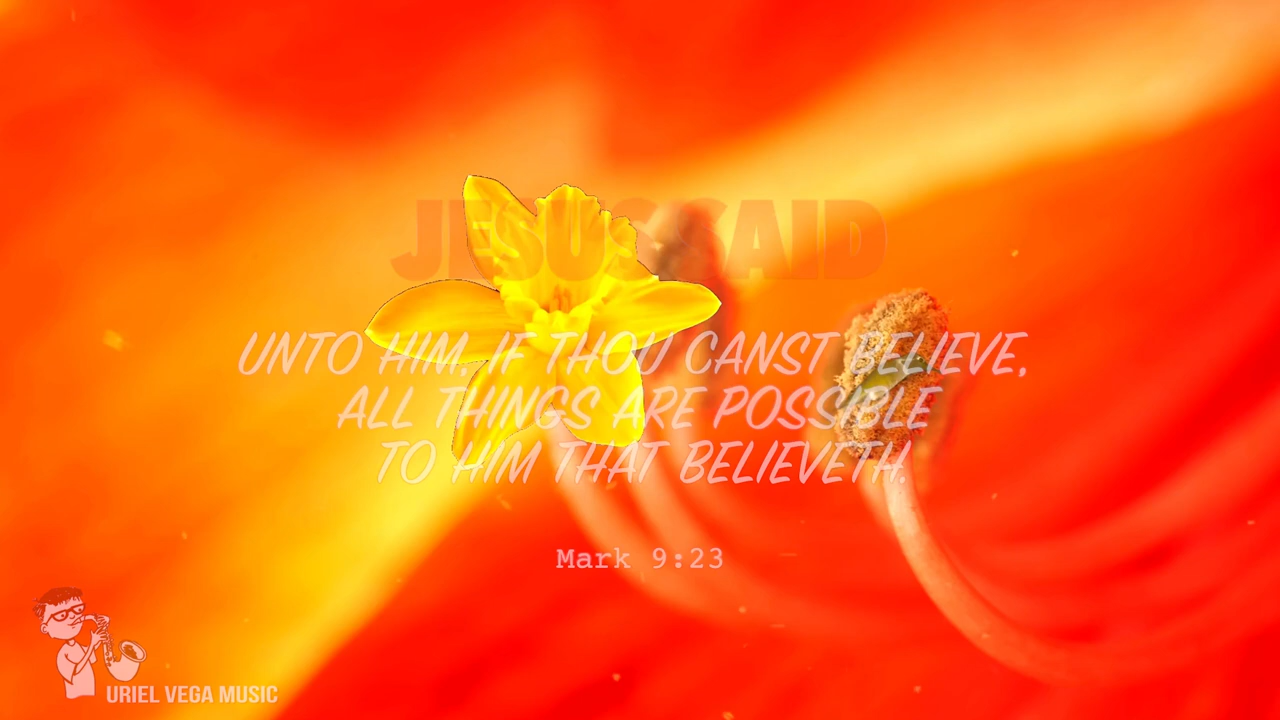 JESUS SAID
UNTO HIM, IF THOU CANST BELIEVE,
ALL THINGS ARE POSSIBLE
TO HIM THAT BELIEVETH.
Mark 9:23
URIEL VEGA MUSIC